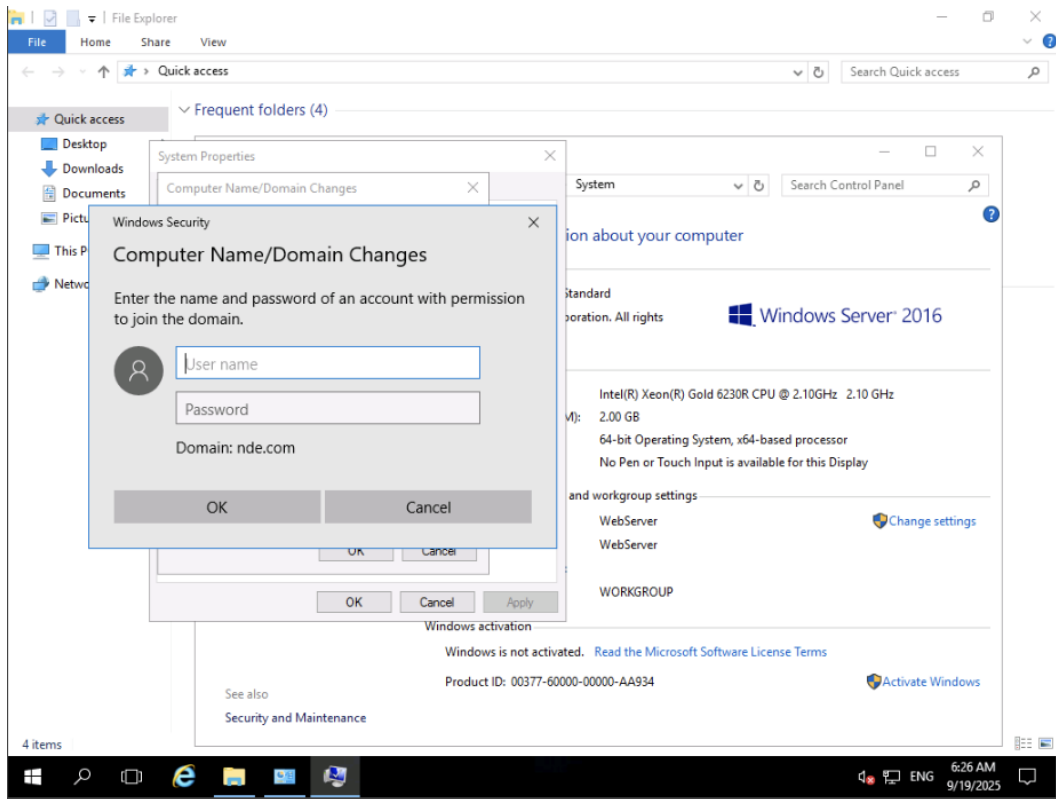 File Explorer
File Home Share View
Quick access
Search Quick access
Quick access
Desktop
Downloads
Documents
This
Frequent folders (4)
System Properties
Computer Name/Domain Changes
Windows Security
Computer Name/Domain Changes
Enter the name and password of an account with permission
to join the domain.
User name
Password
Domain: nde.com
OK Cancel
OK Cancel
OK Cancel Apply
System
Search Control Panel
about your computer
Standard
All rights
Windows Server 2016
Intel(R) Xeon(R) Gold 6230R CPU @ 2.10GHz 2.10 GHz
2.00 GB
64-bit Operating System, x64-based processor
No Pen or Touch Input is available for this Display
and workgroup settings
WebServer
Change settings
WebServer
WORKGROUP
Windows activation
Windows is not activated. Read the Microsoft Software License Terms
Product ID: 00377-60000-00000-AA934
Activate Windows
See also
Security and Maintenance
4 items
ENG
6:26 AM
9/19/2025